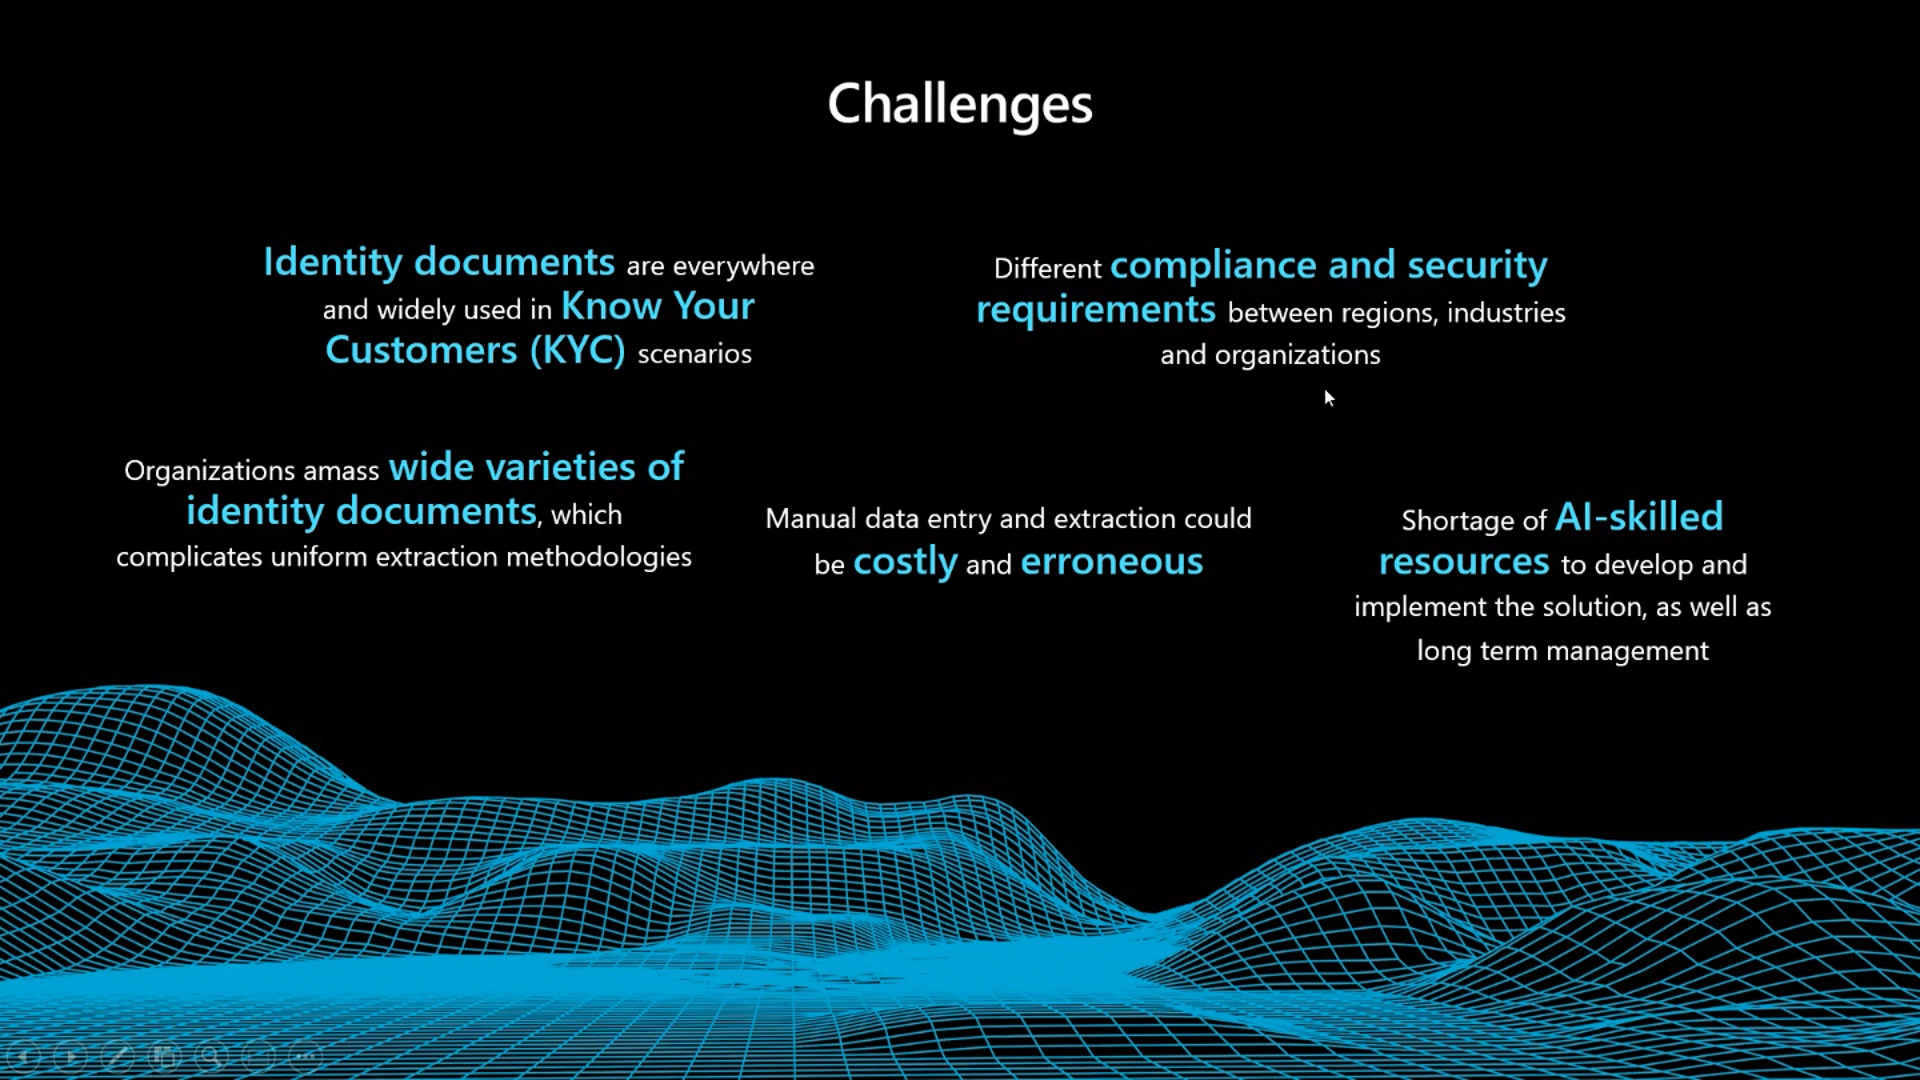 Challenges
Identity documents are everywhere
and widely used in Know Your
Customers (KYC) scenarios
Different compliance and security
requirements between regions, industries
and organizations
Organizations amass wide varieties of
identity documents, which
complicates uniform extraction methodologies
Manual data entry and extraction could
be costly and erroneous
Shortage of AI-skilled
resources to develop and
implement the solution, as well as
long term management